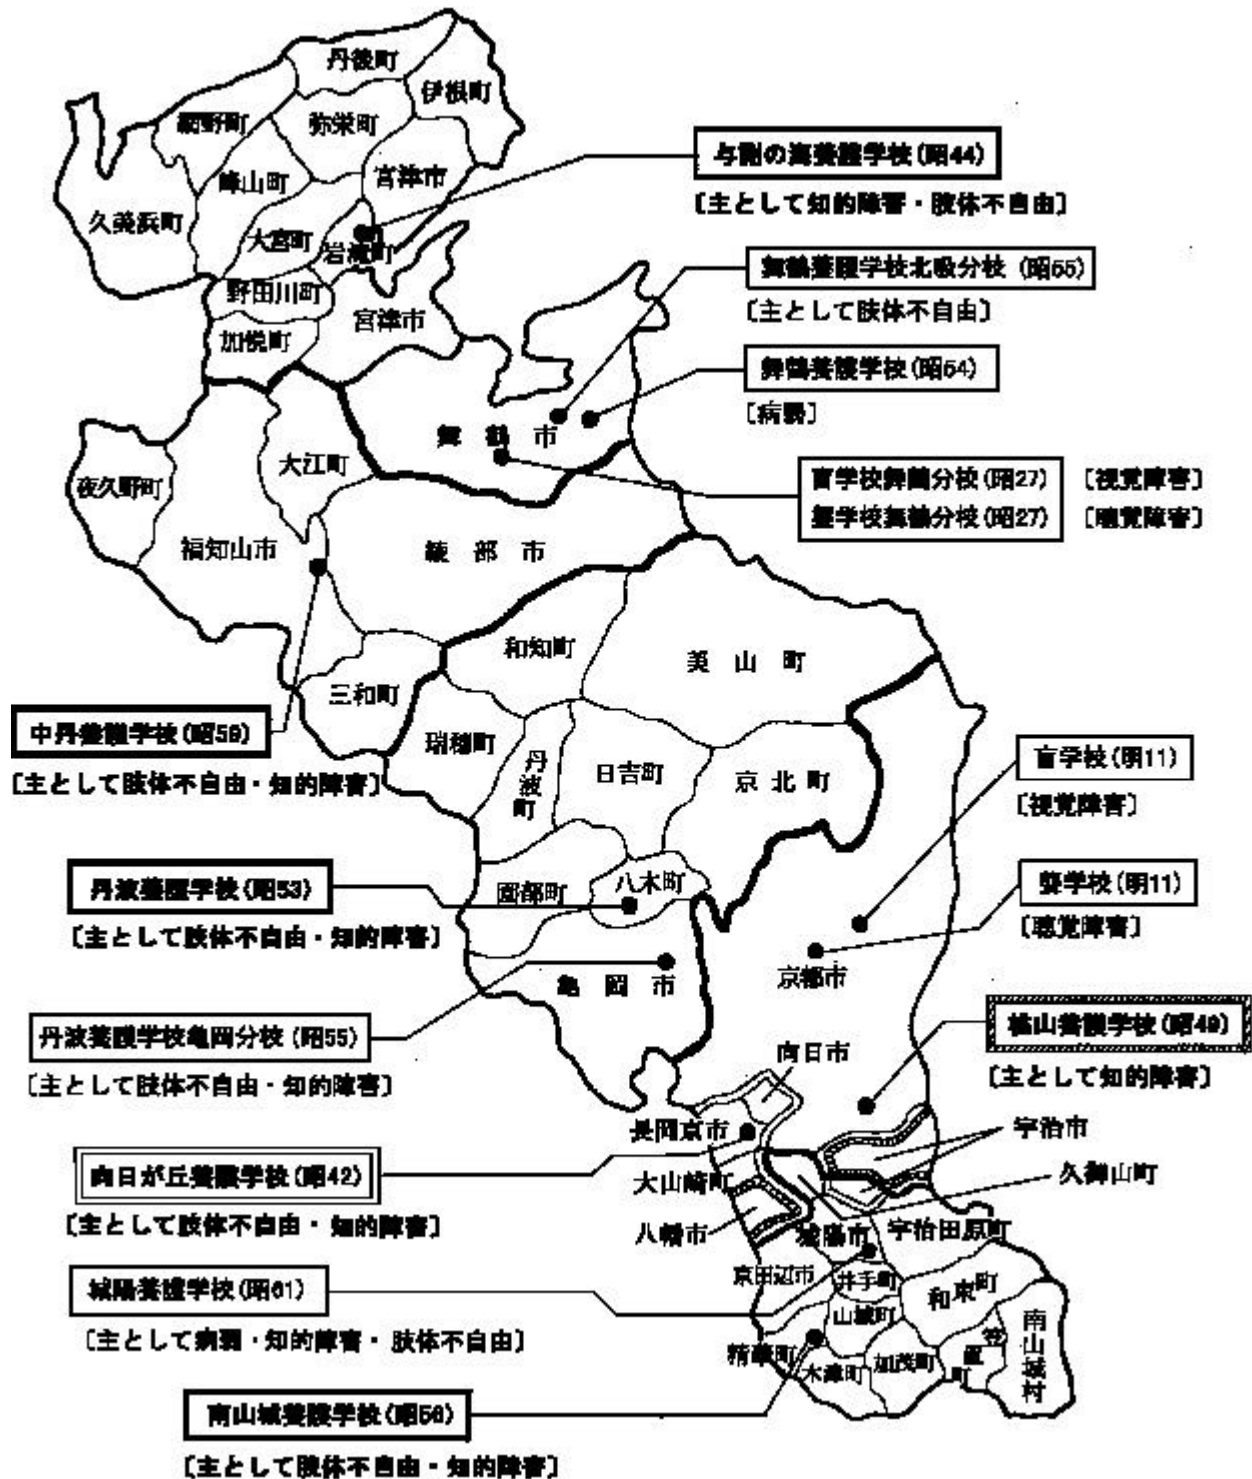 丹後町
伊根町
網野町
弥栄町
与謝の海養護学校(昭44)
峰山町
宮津市
〔主として知的障害・肢体不自由〕
久美浜町
大宮町
岩滝町
舞鶴養護学校北吸分校(昭55)
野田川町
〔主として肢体不自由〕
宮津市
加悦町
舞鶴養護学校(昭54)
〔病弱〕
舞鶴市
大江町
夜久野町
盲学校舞鶴分校(昭27) 〔視覚障害〕
聾学校舞鶴分校(昭27) 〔聴覚障害〕
福知山市
綾部市
和知町
美山町
三和町
中丹養護学校
瑞穂町
〔主として肢体不自由・知的障害〕
丹波町
日吉町
京北町
盲学校(明11)
〔視覚障害〕
丹波養護学校(昭53)
園部町
八木町
聾学校(明11)
〔主として肢体不自由・知的障害〕
〔聴覚障害〕
京都市
亀岡市
桃山養護学校(昭49)
丹波養護学校亀岡分校(昭55)
向日市
〔主として知的障害〕
〔主として肢体不自由・知的障害〕
長岡京市
宇治市
向日が丘養護学校(昭42)
大山崎町
久御山町
〔主として肢体不自由・知的障害〕
八幡市
城陽市
宇治田原町
城陽養護学校(昭61)
京田辺市
井手町
和束町
〔主として病弱・知的障害・肢体不自由〕
山城町
精華町
木津町
加茂町
笠置町
南山城村
南山城養護学校(昭56)
〔主として肢体不自由・知的障害〕